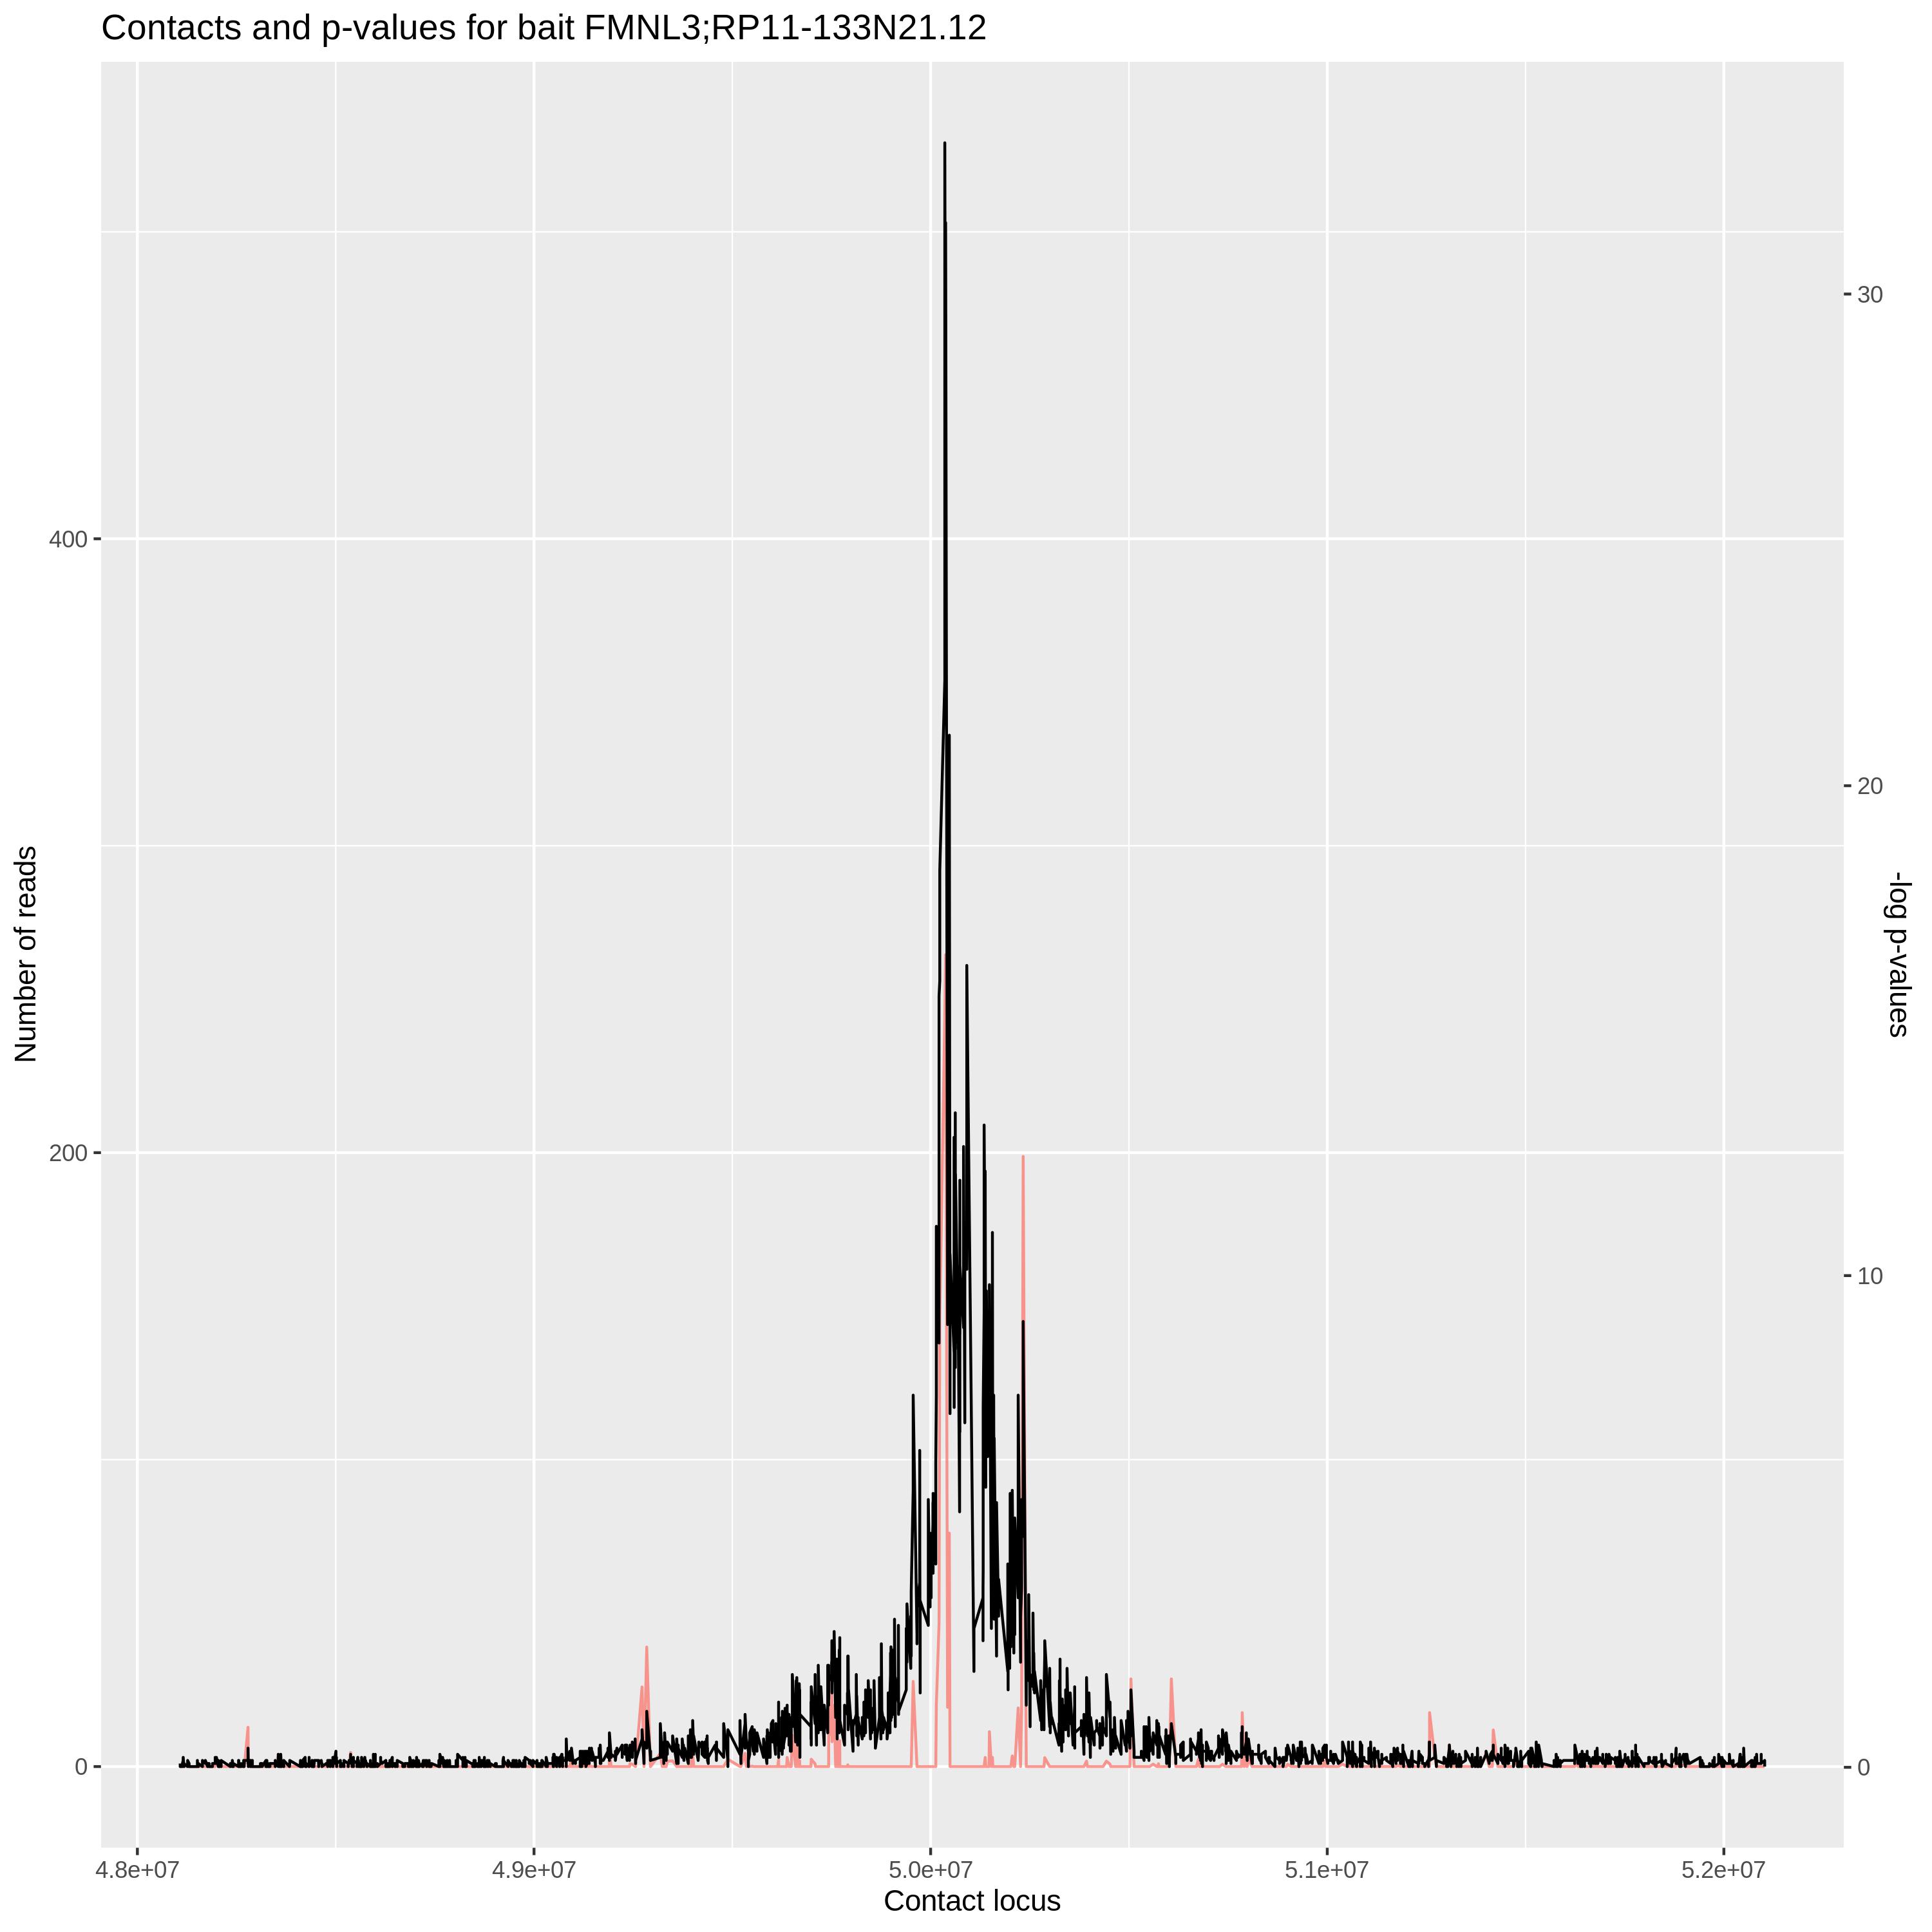 Contacts and p-values for bait FMNL3;RP11-133N21.12
400
200
0
Number of reads
30
20
10
0
-log p-values
4.8e+07 4.9e+07 5.0e+07 5.1e+07 5.2e+07
Contact locus